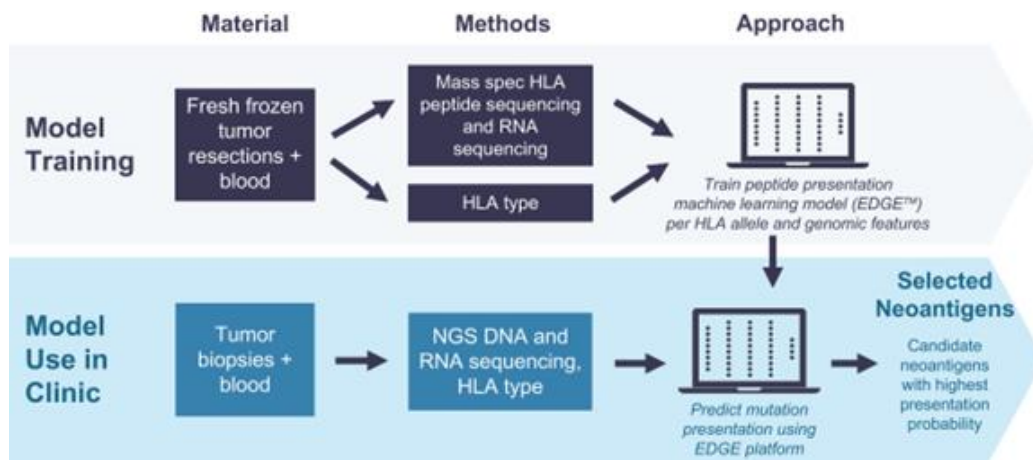 Material
Methods
Approach
Model
Training
Fresh frozen
tumor
resections +
blood
Mass spec HLA
peptide sequencing
and RNA
sequencing
HLA type
Train peptide presentation
machine learning model (EDGE™)
per HLA allele and genomic features
Model
Use in
Clinic
Tumor
biopsies +
blood
NGS DNA and
RNA sequencing,
HLA type
Predict mutation
presentation using
EDGE platform
Selected
Neoantigens
Candidate
neoantigens
with highest
presentation
probability